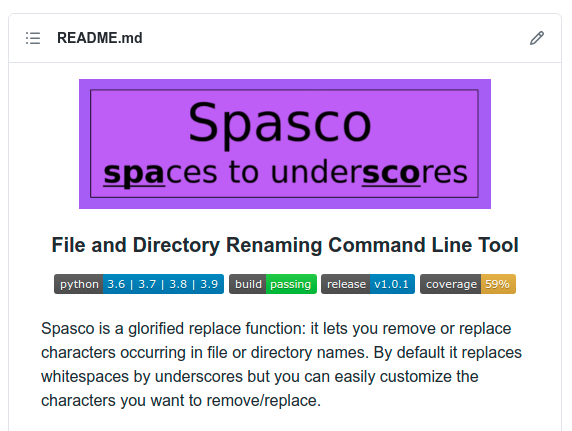 README.md
Spasco
spaces to underscores
File and Directory Renaming Command Line Tool
python 3.6 | 3.7 | 3.8 | 3.9 build passing release v1.0.1 coverage 59%
Spasco is a glorified replace function: it lets you remove or replace
characters occurring in file or directory names. By default it replaces
whitespaces by underscores but you can easily customize the
characters you want to remove/replace.